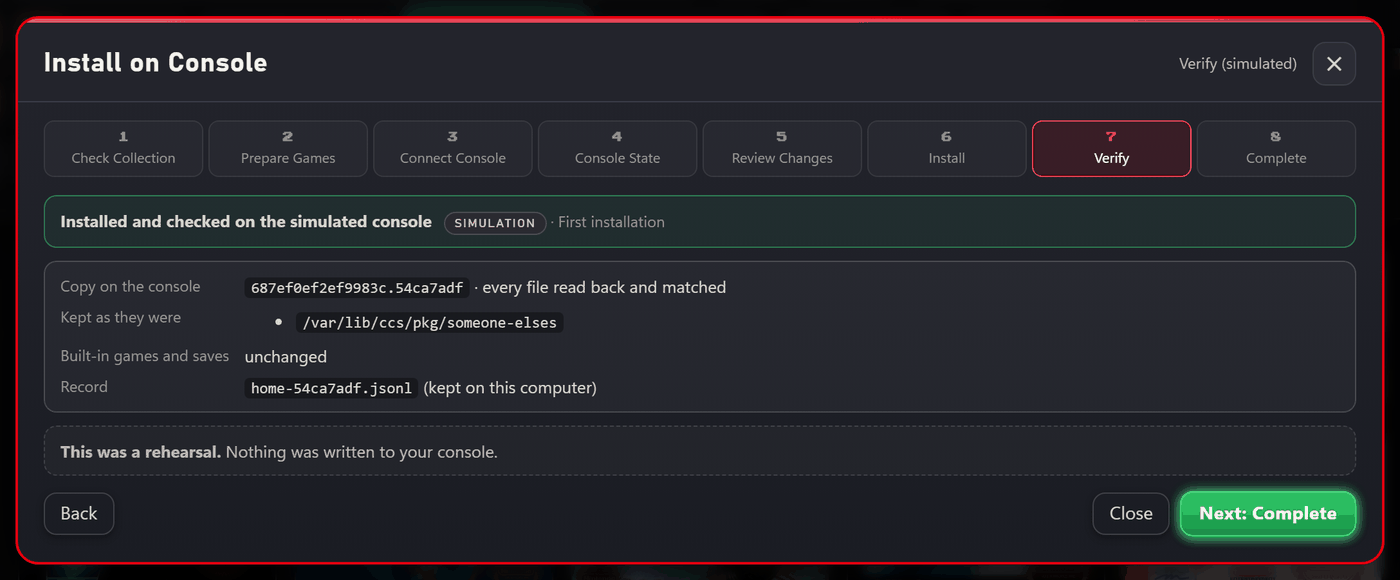 Install on Console
Verify (simulated)
1
Check Collection
2
Prepare Games
3
Connect Console
4
Console State
5
Review Changes
6
Install
7
Verify
8
Complete
Installed and checked on the simulated console SIMULATION · First installation
Copy on the console 687ef0ef2ef9983c.54ca7adf · every file read back and matched
Kept as they were • /var/lib/ccs/pkg/someone-elses
Built-in games and saves unchanged
Record home-54ca7adf.jsonl (kept on this computer)
This was a rehearsal. Nothing was written to your console.
Back
Close
Next: Complete